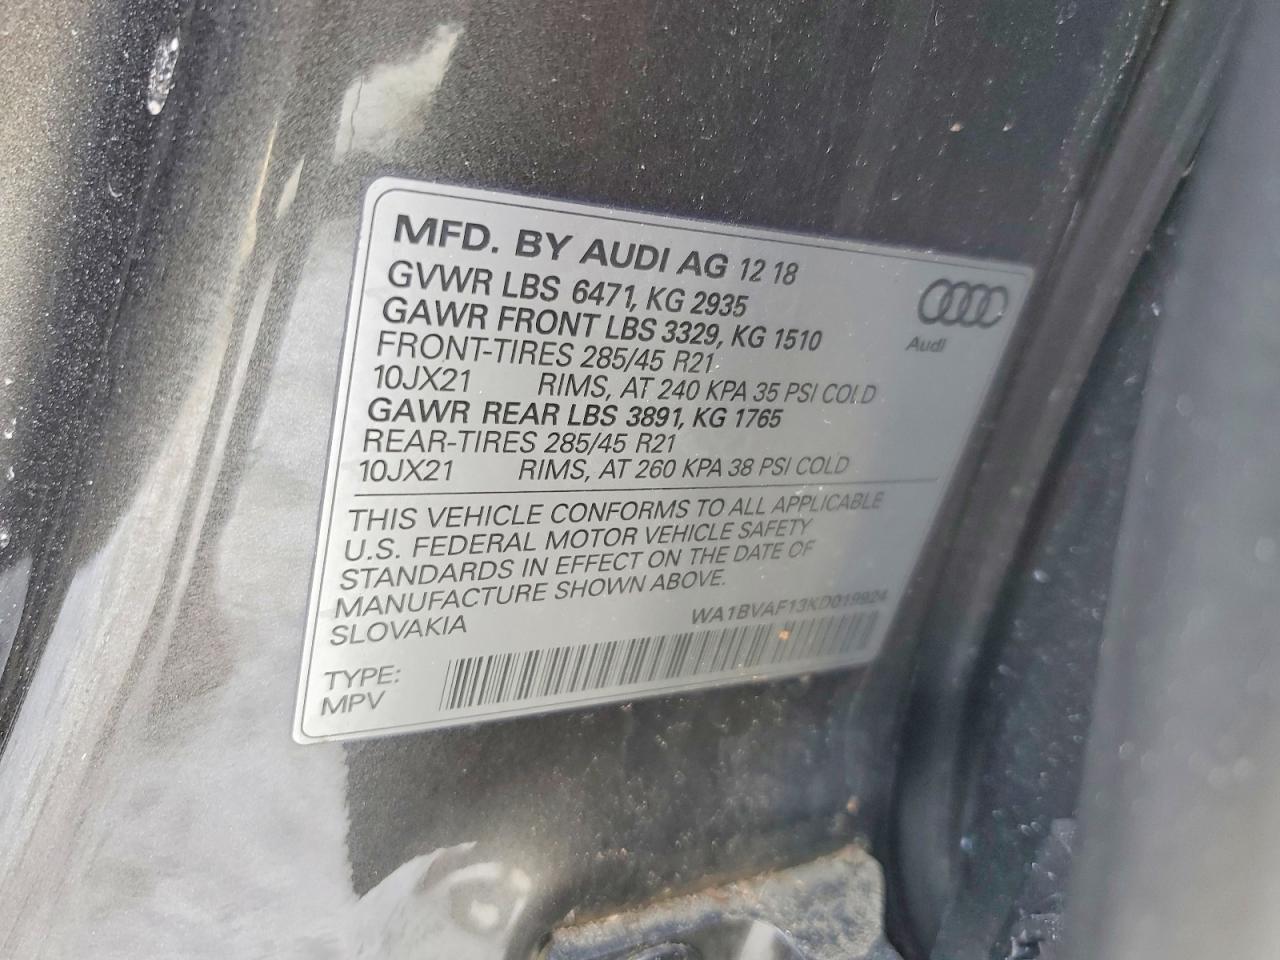 MFD. BY AUDI AG 12 18
GVWR LBS 6471, KG 2935
GAWR FRONT LBS 3329, KG 1510
FRONT-TIRES 285/45 R21
10JX21 RIMS, AT 240 KPA 35 PSI COLD
GAWR REAR LBS 3891, KG 1765
REAR-TIRES 285/45 R21
10JX21 RIMS, AT 260 KPA 38 PSI COLD
Audi
THIS VEHICLE CONFORMS TO ALL APPLICABLE
U.S. FEDERAL MOTOR VEHICLE SAFETY
STANDARDS IN EFFECT ON THE DATE OF
MANUFACTURE SHOWN ABOVE.
SLOVAKIA WA1BVAF13KD019924
TYPE:
MPV